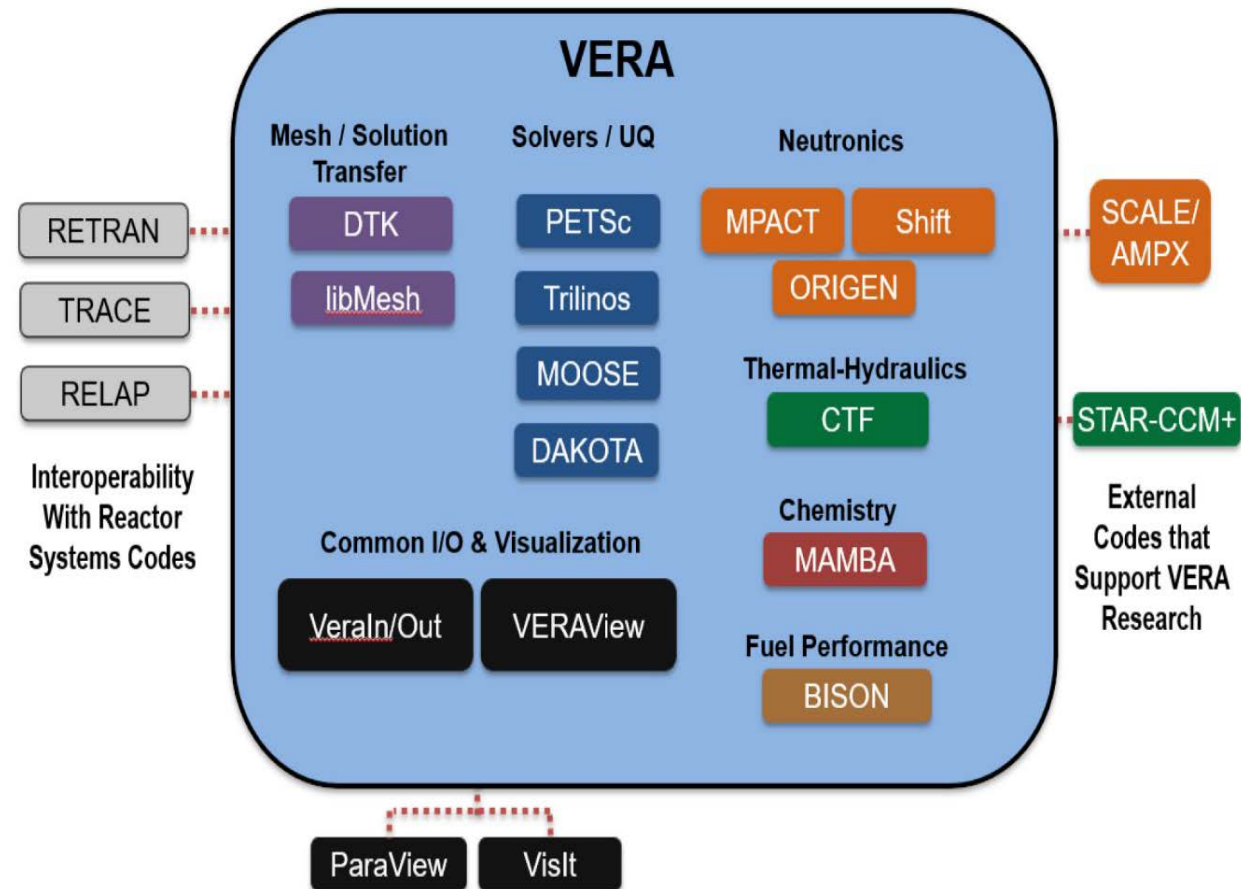 VERA
Mesh / Solution
Transfer
DTK
libMesh
Solvers / UQ
PETSc
Trilinos
MOOSE
DAKOTA
Neutronics
MPACT
Shift
ORIGEN
Thermal-Hydraulics
CTF
Chemistry
MAMBA
Fuel Performance
BISON
Common I/O & Visualization
VeraIn/Out
VERAView
RETRAN
TRACE
RELAP
Interoperability
With Reactor
Systems Codes
SCALE/
AMPX
STAR-CCM+
External
Codes that
Support VERA
Research
ParaView
VisIt